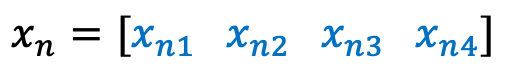 xₙ = [xₙ₁ xₙ₂ xₙ₃ xₙ₄]